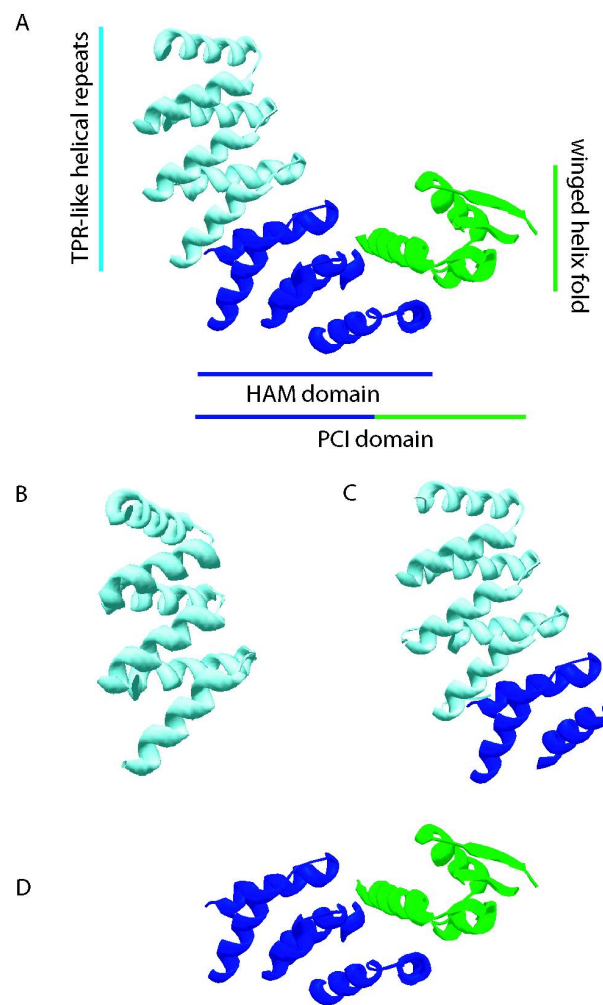 A
TPR-like helical repeats
winged helix fold
HAM domain
PCI domain
B
C
D